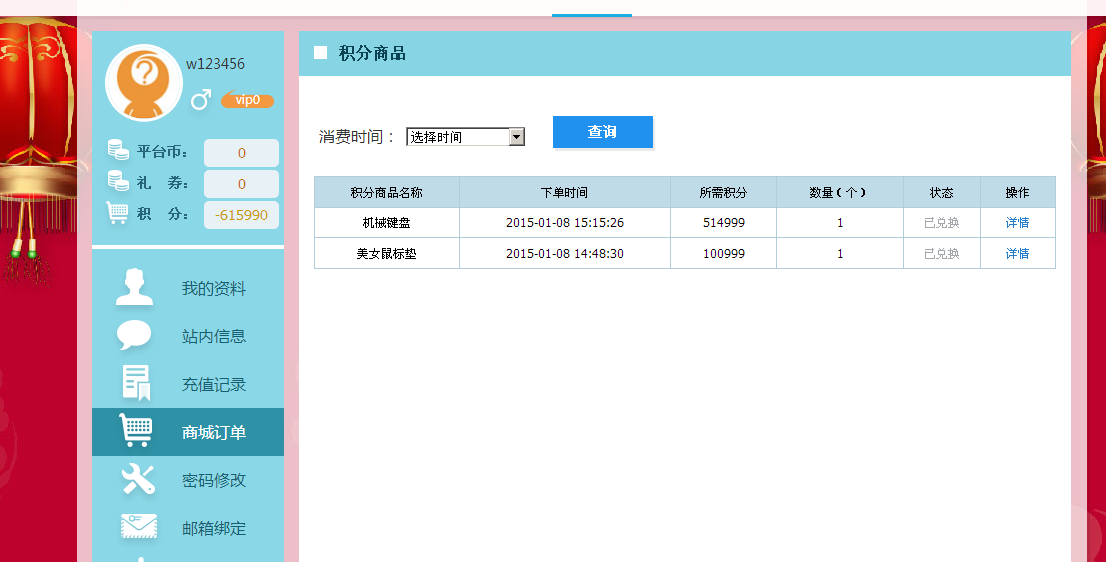 w123456
vip0
平台币： 0
礼 券： 0
积 分： -615990
我的资料
站内信息
充值记录
商城订单
密码修改
邮箱绑定
积分商品
消费时间： 选择时间 查询
积分商品名称 下单时间 所需积分 数量（个） 状态 操作
机械键盘 2015-01-08 15:15:26 514999 1 已兑换 详情
美女鼠标垫 2015-01-08 14:48:30 100999 1 已兑换 详情